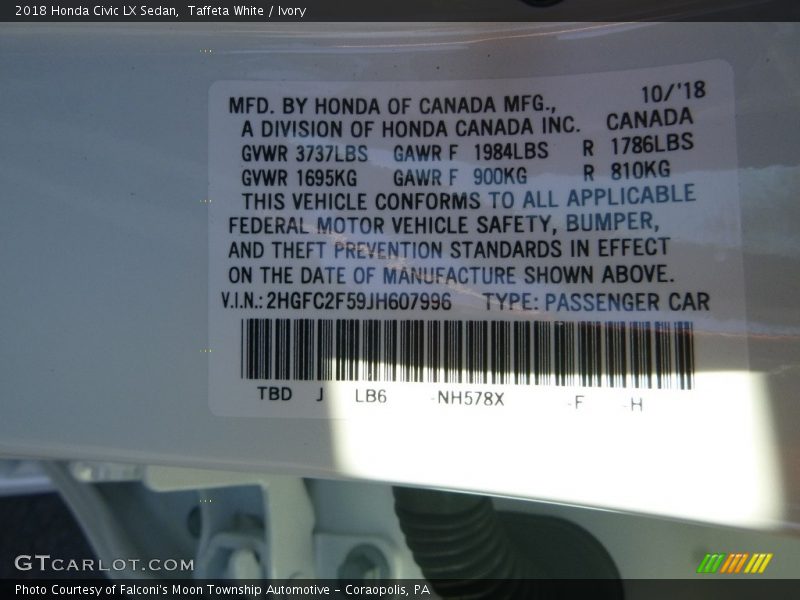 2018 Honda Civic LX Sedan,  Taffeta White / Ivory
10/'18
MFD. BY HONDA OF CANADA MFG.,
A DIVISION OF HONDA CANADA INC. CANADA
GVWR 3737LBS GAWR F 1984LBS R 1786LBS
GVWR 1695KG GAWR F 900KG R 810KG
THIS VEHICLE CONFORMS TO ALL APPLICABLE
FEDERAL MOTOR VEHICLE SAFETY, BUMPER,
AND THEFT PREVENTION STANDARDS IN EFFECT
ON THE DATE OF MANUFACTURE SHOWN ABOVE.
V.I.N.: 2HGFC2F59JH607996 TYPE: PASSENGER CAR
TBD J LB6 -NH578X -F -H
GTCARLOT.COM
Photo Courtesy of Falconi's Moon Township Automotive - Coraopolis, PA